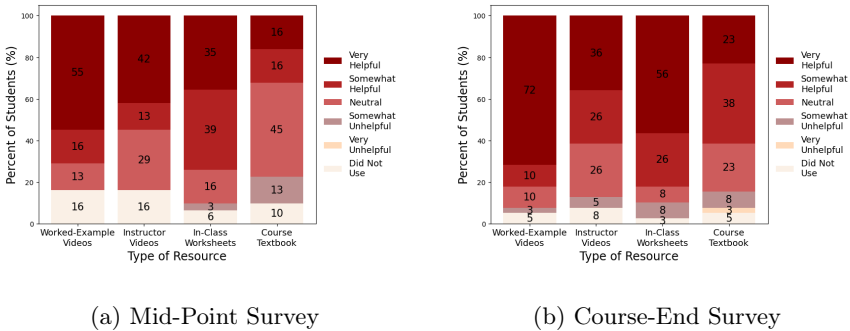 100
80
60
40
20
0
Percent of Students (%)
55
16
13
16
42
13
29
16
35
39
16
3
6
16
16
45
13
10
Worked-Example
Videos
Instructor
Videos
In-Class
Worksheets
Course
Textbook
Type of Resource
Very
Helpful
Somewhat
Helpful
Neutral
Somewhat
Unhelpful
Very
Unhelpful
Did Not
Use
(a) Mid-Point Survey
100
80
60
40
20
0
Percent of Students (%)
72
10
10
3
5
36
26
26
5
8
56
26
8
8
3
23
38
23
8
3
5
Worked-Example
Videos
Instructor
Videos
In-Class
Worksheets
Course
Textbook
Type of Resource
Very
Helpful
Somewhat
Helpful
Neutral
Somewhat
Unhelpful
Very
Unhelpful
Did Not
Use
(b) Course-End Survey